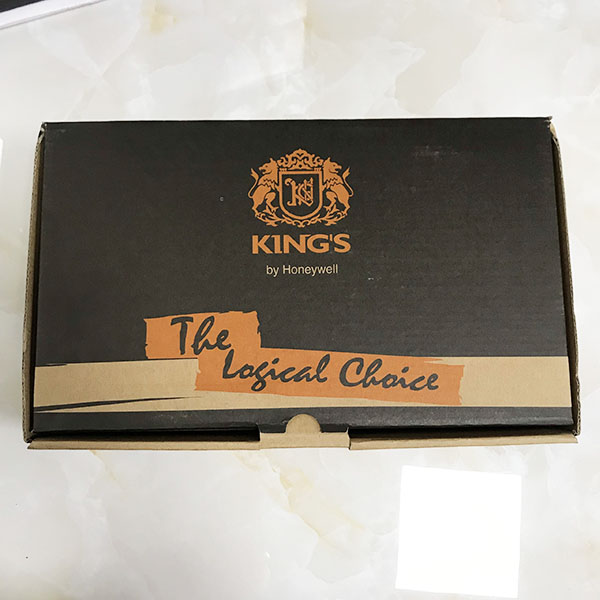 KING'S
by Honeywell
The
Logical Choice